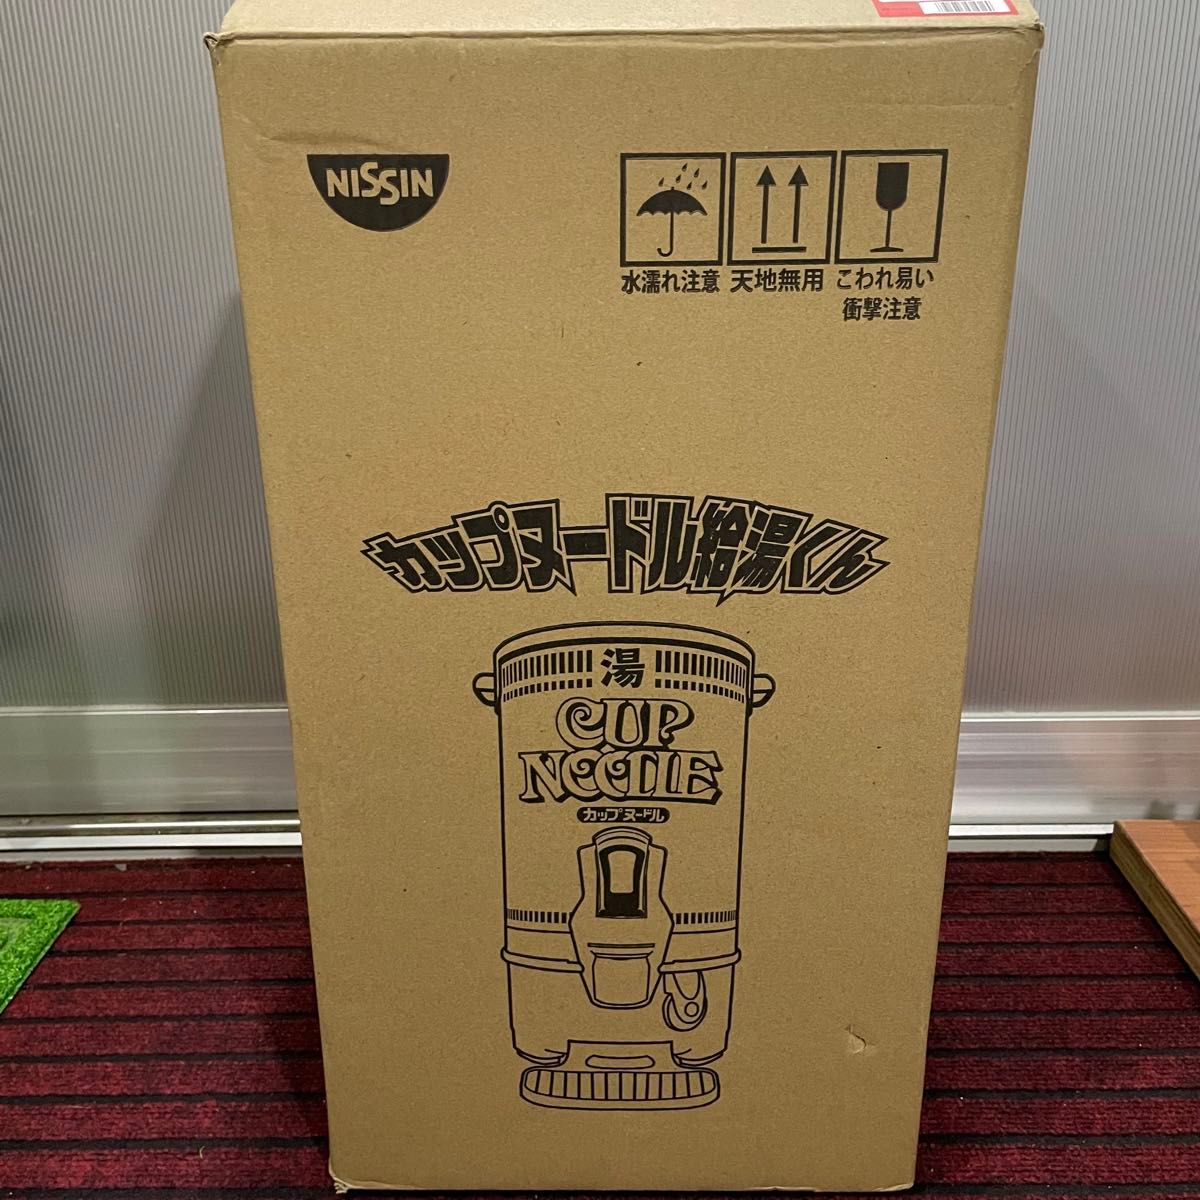 NISSIN
水濡れ注意 天地無用 こわれ易い
衝撃注意
カップヌードル給湯くん
湯
CUP
NOODLE
カップヌードル